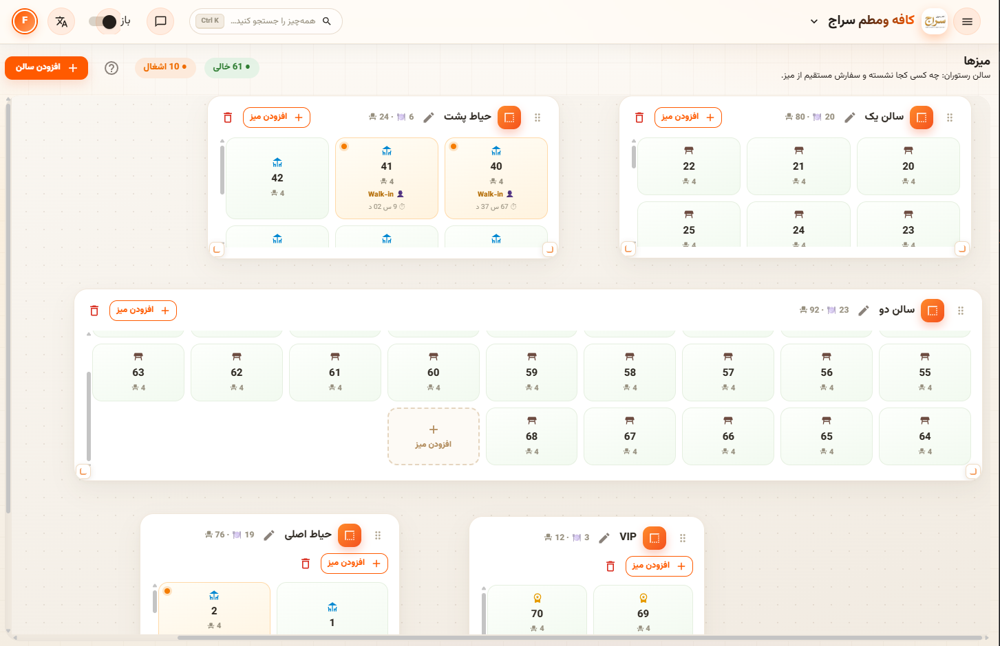 کافه ومطم سراج
سراج
همه‌چیز را جستجو کنید...
Ctrl K
باز
F
میزها
سالن رستوران: چه کسی کجا نشسته و سفارش مستقیم از میز.
61 خالی
10 اشغال
افزودن سالن
سالن یک
20 · 80
افزودن میز
20
4
21
4
22
4
23
4
24
4
25
4
حیاط پشت
6 · 24
افزودن میز
40
4
Walk-in
67 س 37 د
41
4
Walk-in
9 س 02 د
42
4
سالن دو
23 · 92
افزودن میز
55
4
56
4
57
4
58
4
59
4
60
4
61
4
62
4
63
4
64
4
65
4
66
4
67
4
68
4
افزودن میز
VIP
3 · 12
افزودن میز
69
4
70
4
حیاط اصلی
19 · 76
افزودن میز
1
2
4